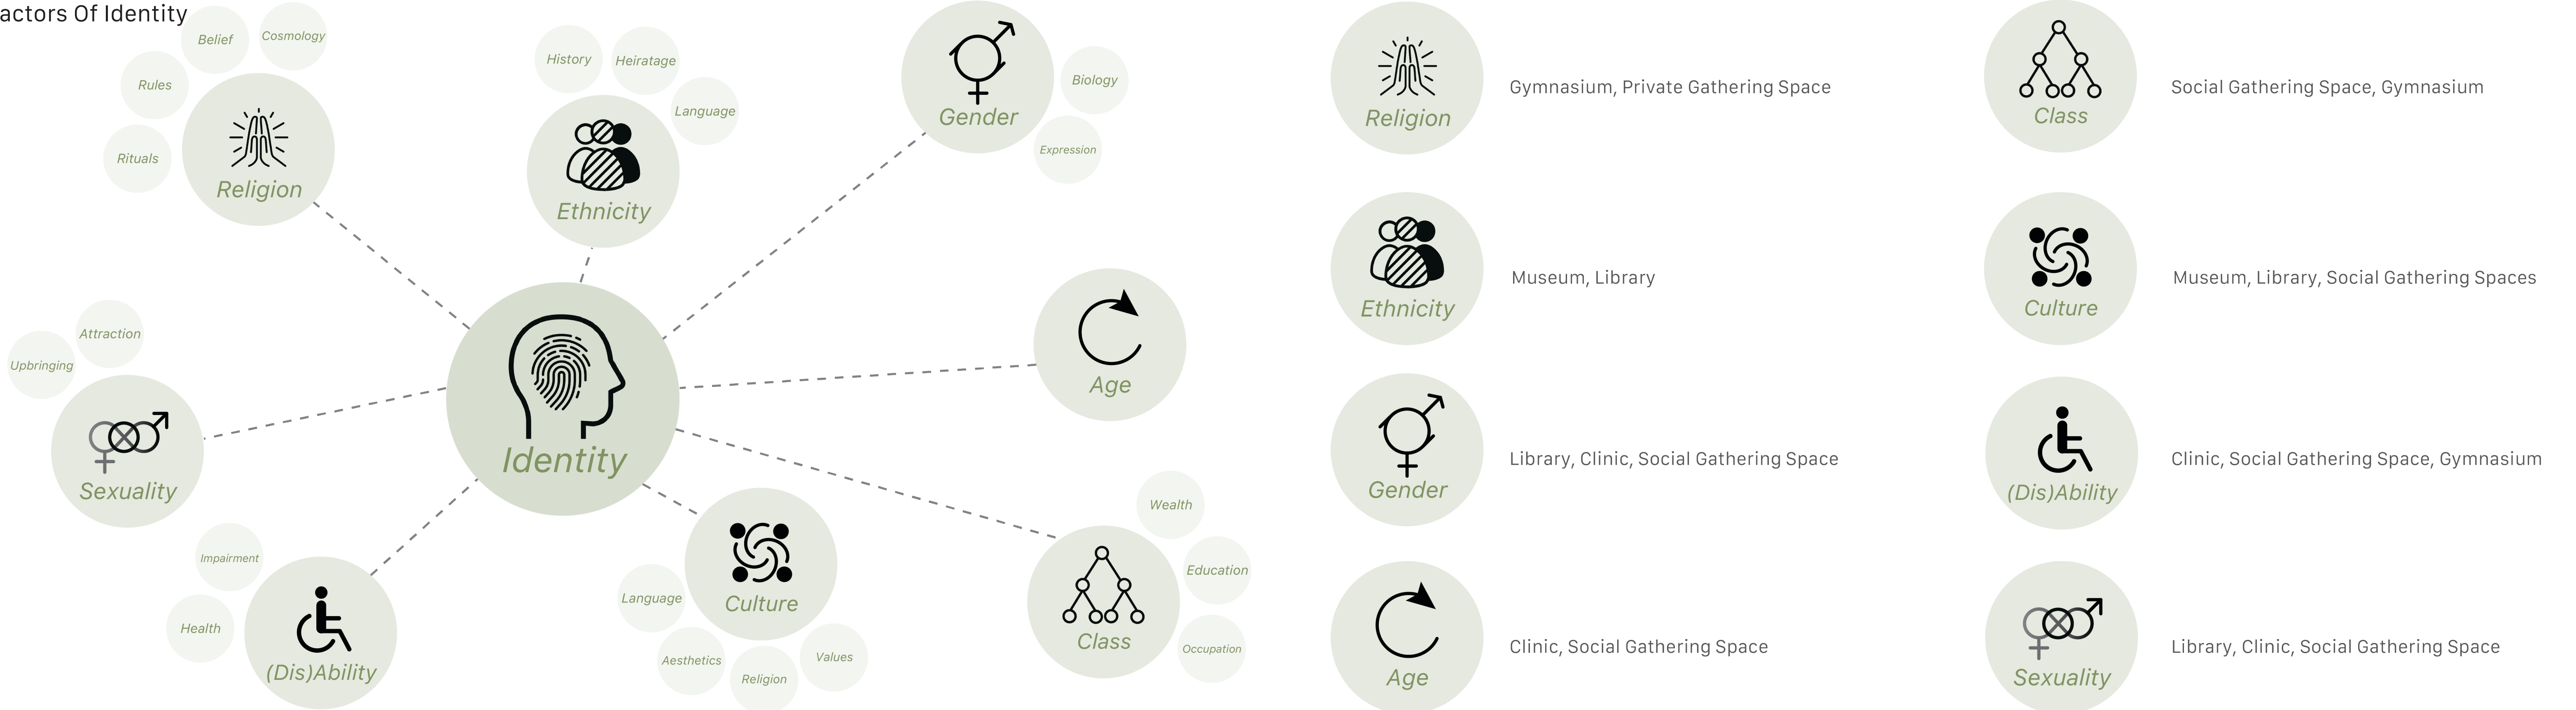 actors Of Identity
Belief
Cosmology
Rules
Rituals
Religion
History
Heiratage
Language
Ethnicity
Gender
Biology
Expression
Attraction
Upbringing
Sexuality
Identity
Age
Impairment
Health
(Dis)Ability
Culture
Language
Aesthetics
Religion
Values
Wealth
Education
Occupation
Class
Religion
Gymnasium, Private Gathering Space
Ethnicity
Museum, Library
Gender
Library, Clinic, Social Gathering Space
Age
Clinic, Social Gathering Space
Class
Social Gathering Space, Gymnasium
Culture
Museum, Library, Social Gathering Spaces
(Dis)Ability
Clinic, Social Gathering Space, Gymnasium
Sexuality
Library, Clinic, Social Gathering Space